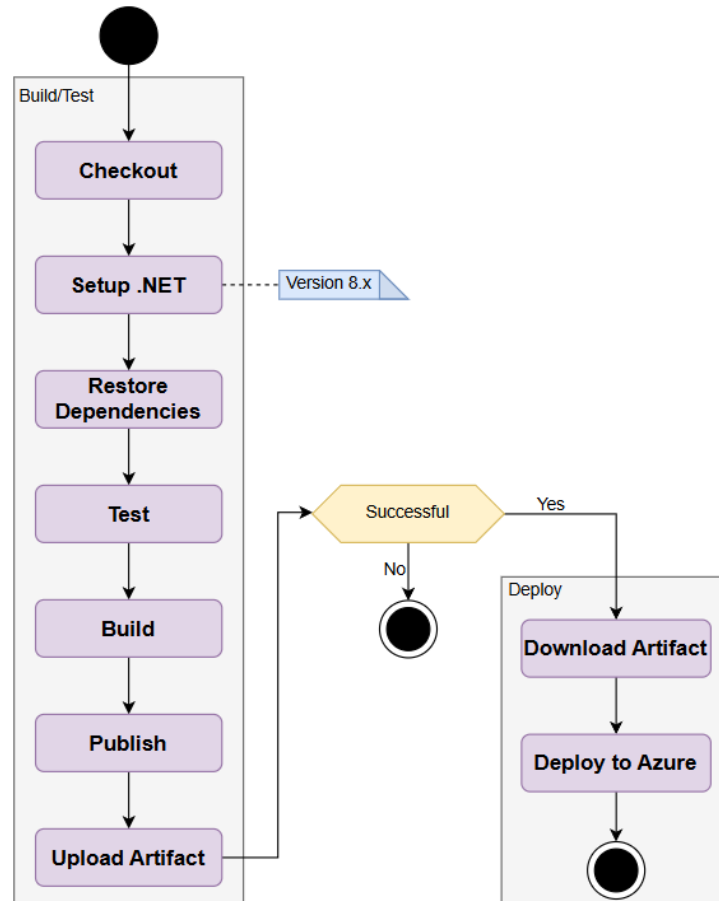 Build/Test
Checkout
Setup .NET
Version 8.x
Restore
Dependencies
Test
Successful
Yes
No
Build
Publish
Upload Artifact
Deploy
Download Artifact
Deploy to Azure